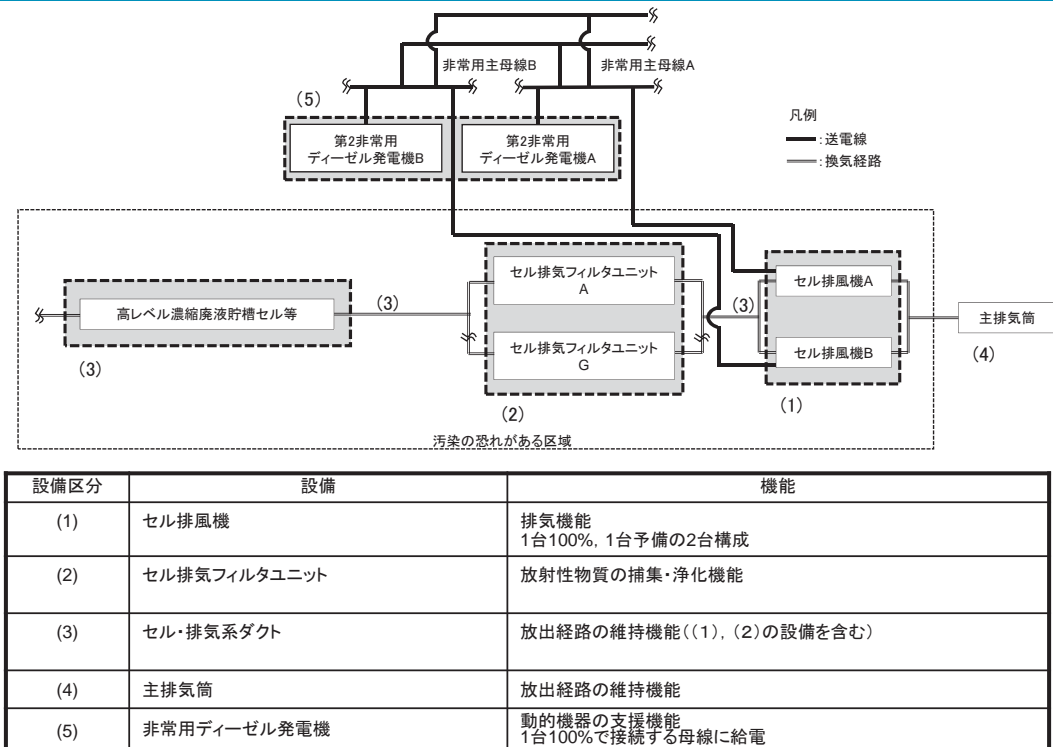 非常用主母線B
非常用主母線A
(5)
第2非常用
ディーゼル発電機B
第2非常用
ディーゼル発電機A
凡例
:送電線
:換気経路
高レベル濃縮廃液貯槽セル等
(3)
(3)
セル排気フィルタユニット
A
セル排気フィルタユニット
G
(2)
(3)
セル排風機A
セル排風機B
(1)
主排気筒
(4)
汚染の恐れがある区域
設備区分 設備 機能
(1) セル排風機 排気機能
1台100%, 1台予備の2台構成
(2) セル排気フィルタユニット 放射性物質の捕集・浄化機能
(3) セル・排気系ダクト 放出経路の維持機能((1), (2)の設備を含む)
(4) 主排気筒 放出経路の維持機能
(5) 非常用ディーゼル発電機 動的機器の支援機能
1台100%で接続する母線に給電